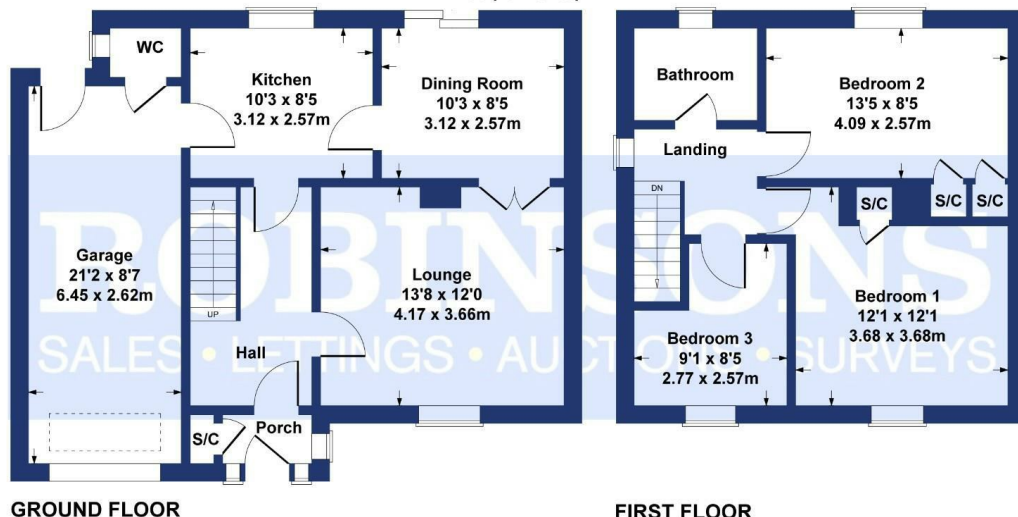 WC
Kitchen
10'3 x 8'5
3.12 x 2.57m
Dining Room
10'3 x 8'5
3.12 x 2.57m
Garage
21'2 x 8'7
6.45 x 2.62m
UP
Hall
Lounge
13'8 x 12'0
4.17 x 3.66m
S/C
Porch
GROUND FLOOR
Bathroom
Bedroom 2
13'5 x 8'5
4.09 x 2.57m
Landing
DN
S/C
S/C
S/C
Bedroom 1
12'1 x 12'1
3.68 x 3.68m
Bedroom 3
9'1 x 8'5
2.77 x 2.57m
FIRST FLOOR
ROBINSONS
SALES • LETTINGS • AUCTIONS • SURVEYS